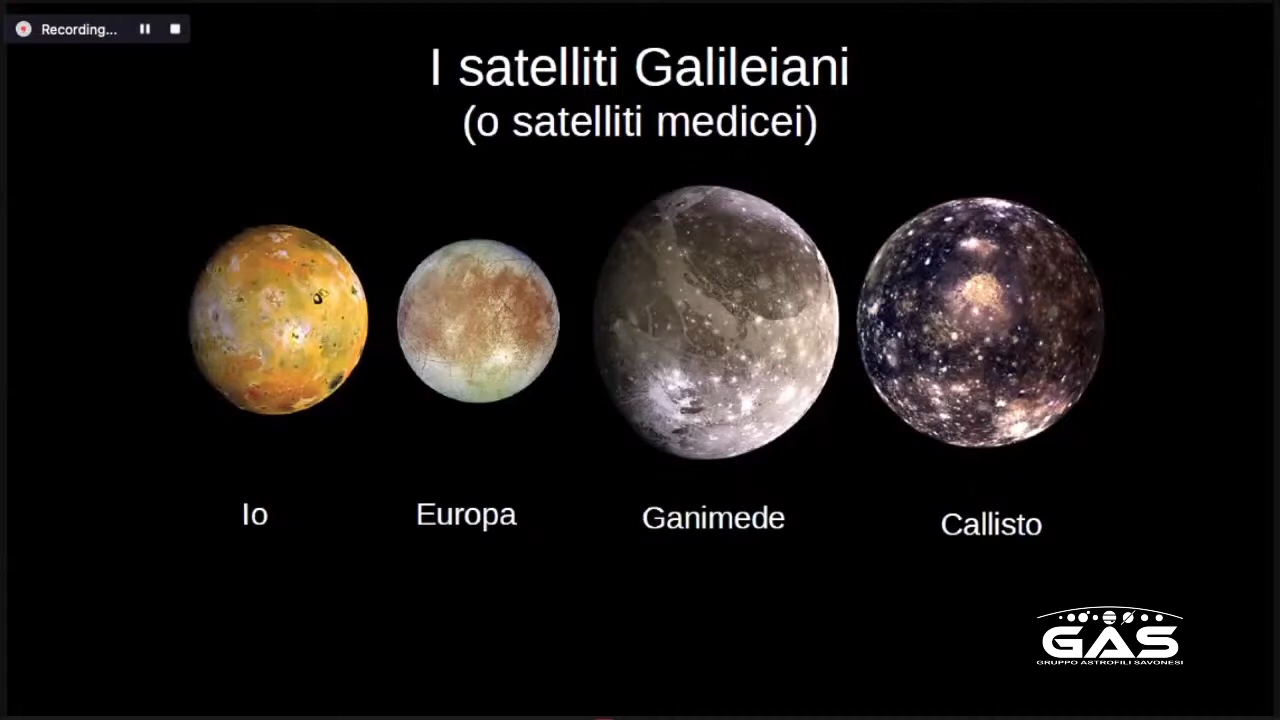 Recording...
I satelliti Galileiani
(o satelliti medicei)
Io
Europa
Ganimede
Callisto
GAS
GRUPPO ASTROFILI SAVONESI